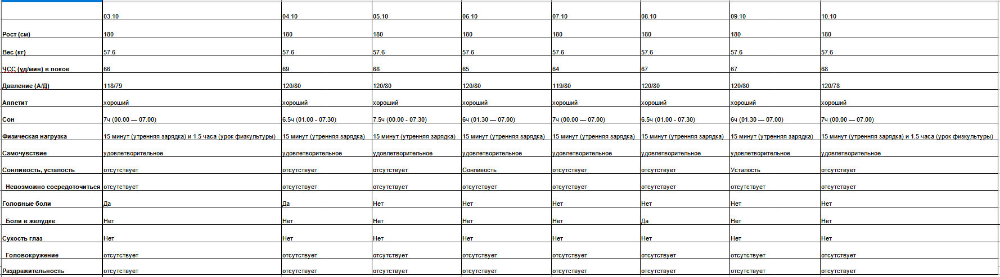 03.10 04.10 05.10 06.10 07.10 08.10 09.10 10.10
Рост (см) 180 180 180 180 180 180 180 180
Вес (кг) 57.6 57.6 57.6 57.6 57.6 57.6 57.6 57.6
ЧСС (уд/мин) в покое 66 69 68 65 64 67 67 68
Давление (А/Д) 118/79 120/80 120/80 120/80 119/80 120/80 120/80 120/78
Аппетит хороший хороший хороший хороший хороший хороший хороший хороший
Сон 7ч (00.00 — 07.00) 6.5ч (01.00 - 07.30) 7.5ч (00.00 - 07.30) 6ч (01.30 — 07.00) 7ч (00.00 — 07.00) 6.5ч (01.00 - 07.30) 6ч (01.30 — 07.00) 7ч (00.00 — 07.00)
Физическая нагрузка 15 минут (утренняя зарядка) и 1.5 часа (урок физкультуры) 15 минут (утренняя зарядка) 15 минут (утренняя зарядка) 15 минут (утренняя зарядка) 15 минут (утренняя зарядка) 15 минут (утренняя зарядка) 15 минут (утренняя зарядка) 15 минут (утренняя зарядка) и 1.5 часа (урок физкультуры)
Самочувствие удовлетворительное удовлетворительное удовлетворительное удовлетворительное удовлетворительное удовлетворительное удовлетворительное удовлетворительное
Сонливость, усталость отсутствует отсутствует отсутствует Сонливость отсутствует отсутствует Усталость отсутствует
Невозможно сосредоточиться отсутствует отсутствует отсутствует отсутствует отсутствует отсутствует отсутствует отсутствует
Головные боли Да Да Нет Нет Нет Нет Нет Нет
Боли в желудке Нет Нет Нет Нет Нет Да Нет Нет
Сухость глаз Нет Нет Нет Нет Нет Нет Нет Нет
Головокружение отсутствует отсутствует отсутствует отсутствует отсутствует отсутствует отсутствует отсутствует
Раздражительность отсутствует отсутствует отсутствует отсутствует отсутствует отсутствует отсутствует отсутствует